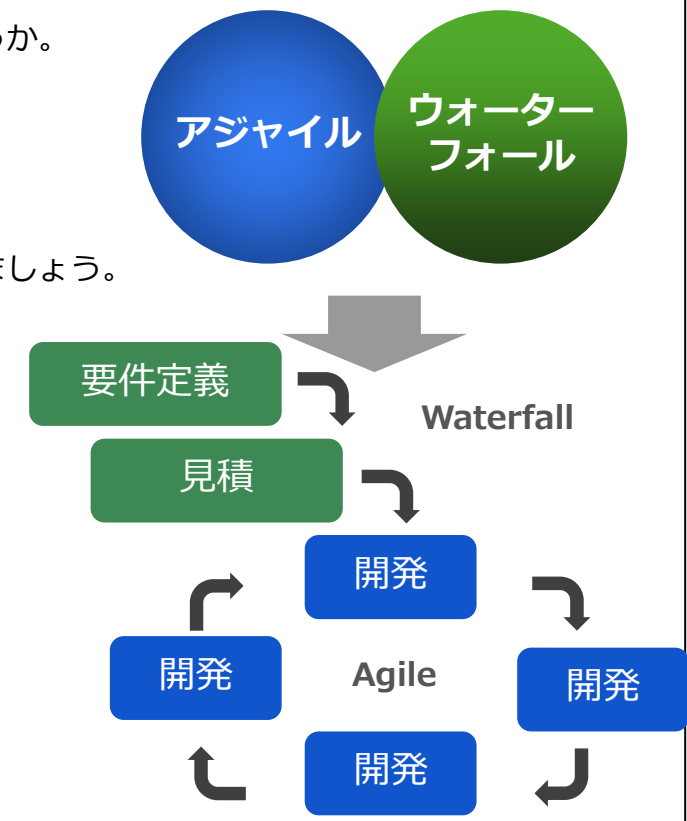 うか。
アジャイル
ウォーター
フォール
ましょう。
要件定義
Waterfall
見積
開発
開発
Agile
開発
開発